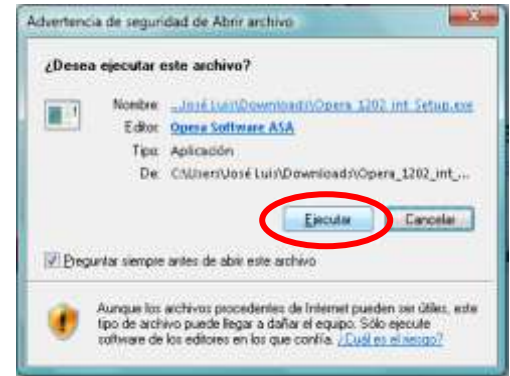 Advertencia de seguridad de Abrir archivo
¿Desea ejecutar este archivo?
Nombre: ...José Luis\Downloads\Opera_1202_int_Setup.exe
Editor: Opera Software ASA
Tipo: Aplicación
De: C:\Users\José Luis\Downloads\Opera_1202_int_...
Ejecutar Cancelar
Preguntar siempre antes de abrir este archivo
Aunque los archivos procedentes de Internet pueden ser útiles, este
tipo de archivo puede llegar a dañar el equipo. Sólo ejecute
software de los editores en los que confía. ¿Cuál es el riesgo?